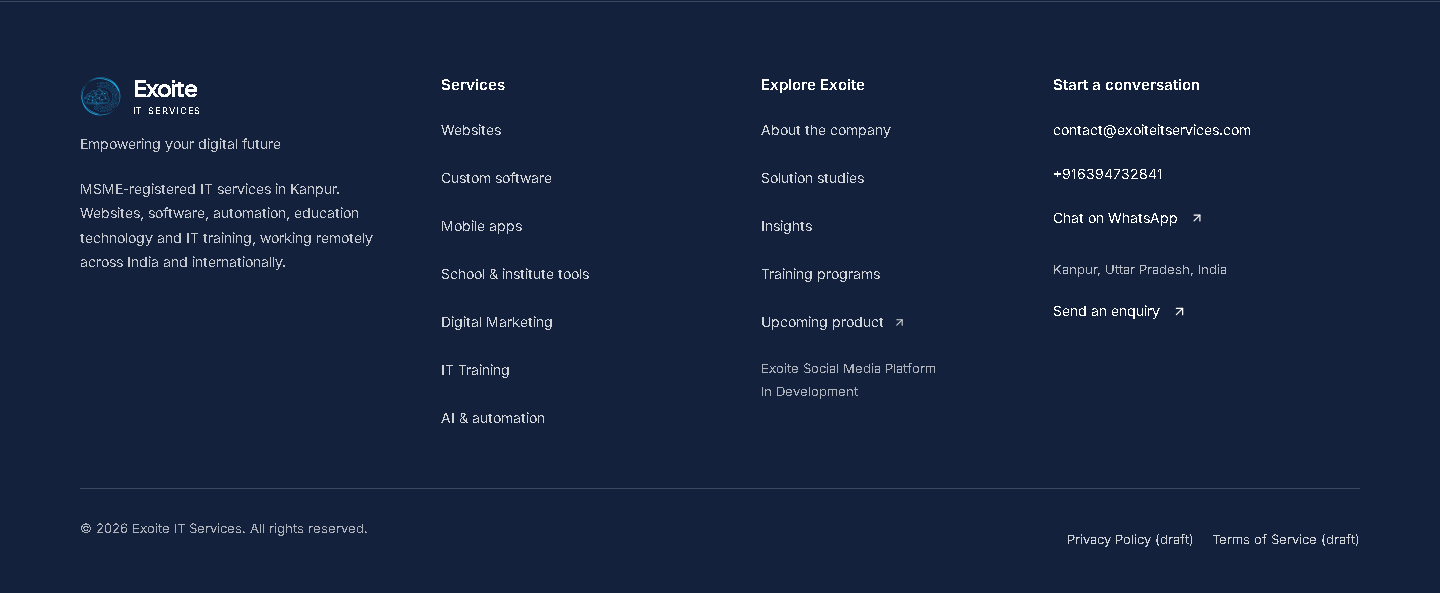 Exoite
IT SERVICES
Empowering your digital future
MSME-registered IT services in Kanpur.
Websites, software, automation, education
technology and IT training, working remotely
across India and internationally.
Services
Websites
Custom software
Mobile apps
School & institute tools
Digital Marketing
IT Training
AI & automation
Explore Exoite
About the company
Solution studies
Insights
Training programs
Upcoming product
Exoite Social Media Platform
In Development
Start a conversation
contact@exoiteitservices.com
+916394732841
Chat on WhatsApp
Kanpur, Uttar Pradesh, India
Send an enquiry
© 2026 Exoite IT Services. All rights reserved.
Privacy Policy (draft)
Terms of Service (draft)